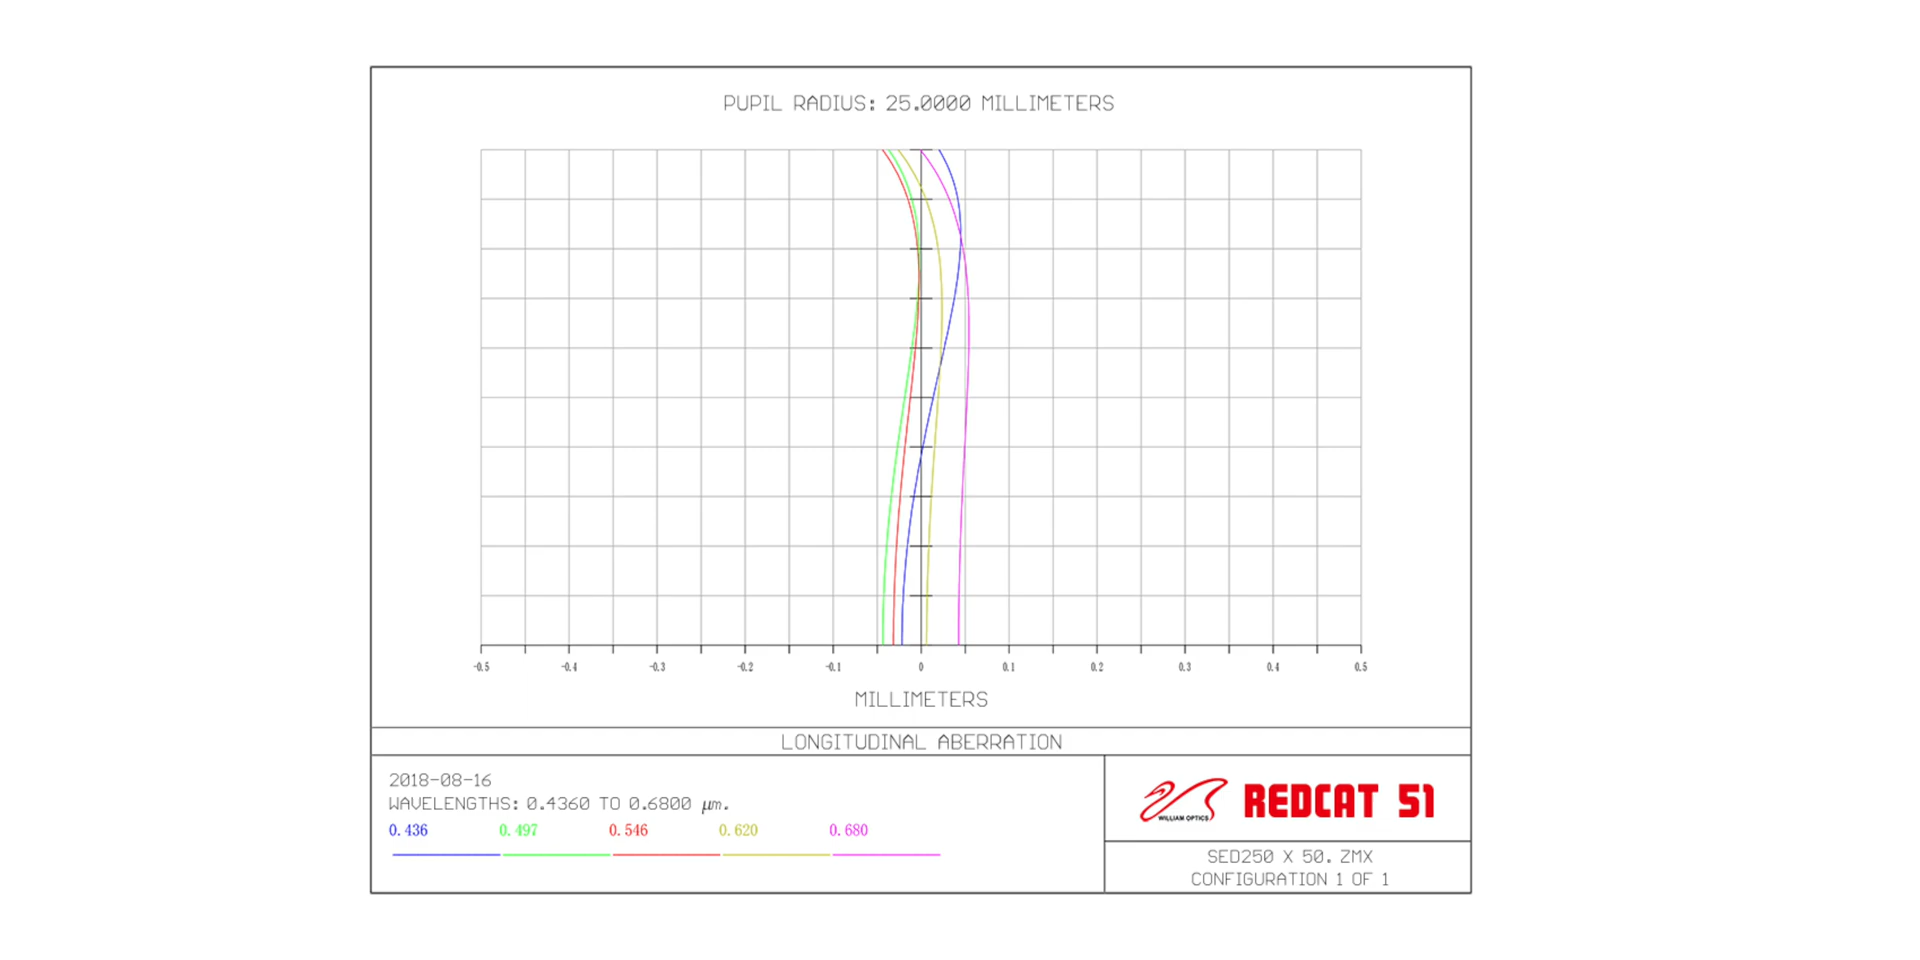 PUPIL RADIUS: 25.0000 MILLIMETERS
-0.5 -0.4 -0.3 -0.2 -0.1 0 0.1 0.2 0.3 0.4 0.5
MILLIMETERS
LONGITUDINAL ABERRATION
2018-08-16
WAVELENGTHS: 0.4360 TO 0.6800 μm.
0.436 0.497 0.546 0.620 0.680
WILLIAM OPTICS
REDCAT 51
SED250 X 50. ZMX
CONFIGURATION 1 OF 1